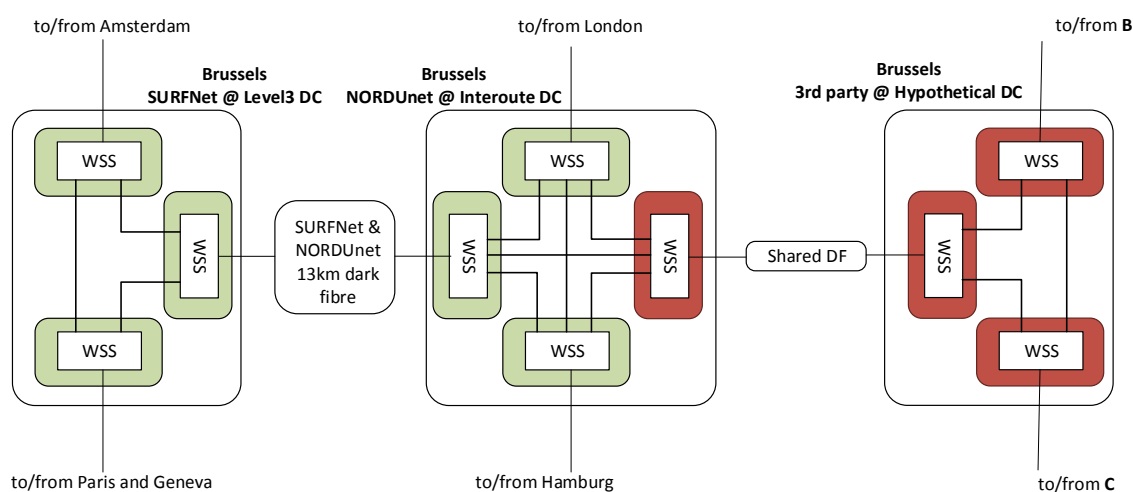 to/from Amsterdam
to/from London
to/from B
Brussels
SURFNet @ Level3 DC
Brussels
NORDUnet @ Interoute DC
Brussels
3rd party @ Hypothetical DC
WSS
WSS
WSS
SURFNet &
NORDUnet
13km dark
fibre
WSS
WSS
WSS
WSS
Shared DF
WSS
WSS
WSS
to/from Paris and Geneva
to/from Hamburg
to/from C